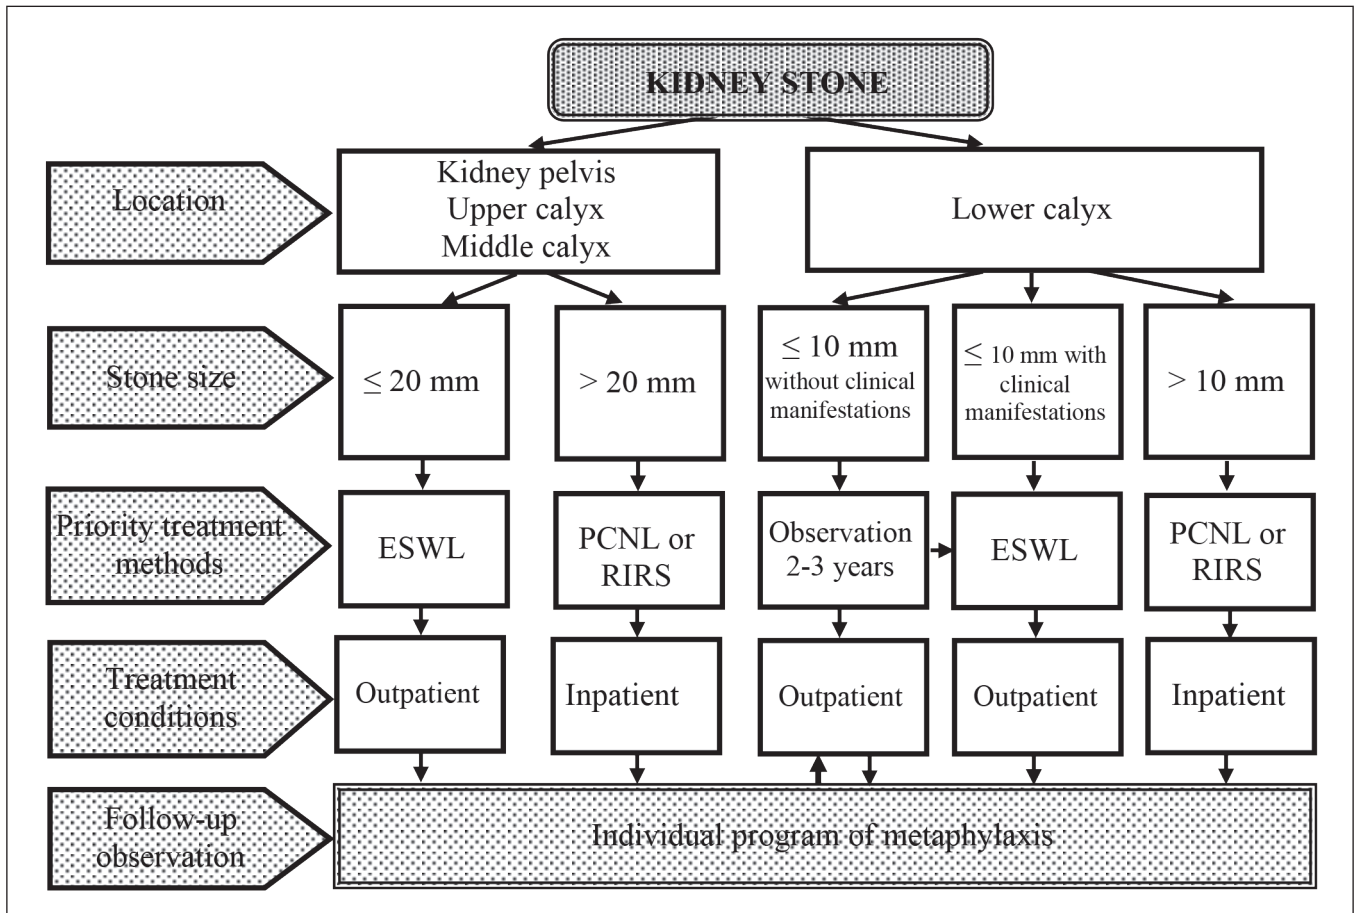 KIDNEY STONE
Location
Kidney pelvis
Upper calyx
Middle calyx
Lower calyx
Stone size
≤ 20 mm
> 20 mm
≤ 10 mm
without clinical
manifestations
≤ 10 mm with
clinical
manifestations
> 10 mm
Priority treatment
methods
ESWL
PCNL or
RIRS
Observation
2-3 years
ESWL
PCNL or
RIRS
Treatment
conditions
Outpatient
Inpatient
Outpatient
Outpatient
Inpatient
Follow-up
observation
Individual program of metaphylaxis